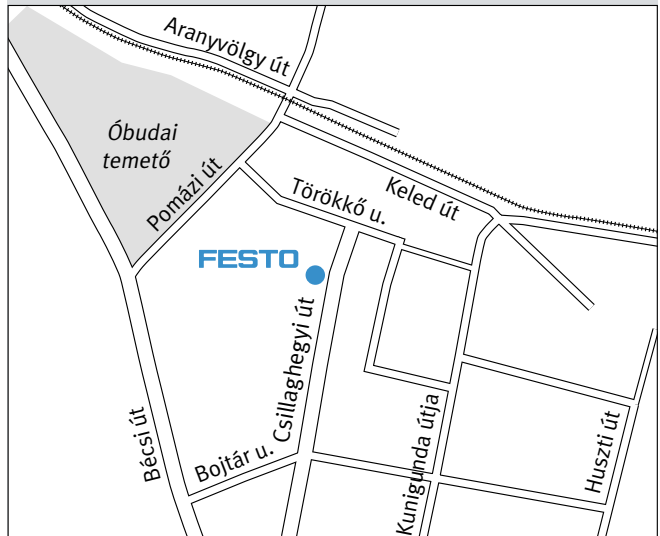 Aranyvölgy út
Óbudai
temető
Pomázi út
Törökkő u.
Keled út
FESTO
Csillaghegyi út
Bécsi út
Bojtár u.
Kunigunda útja
Huszti út